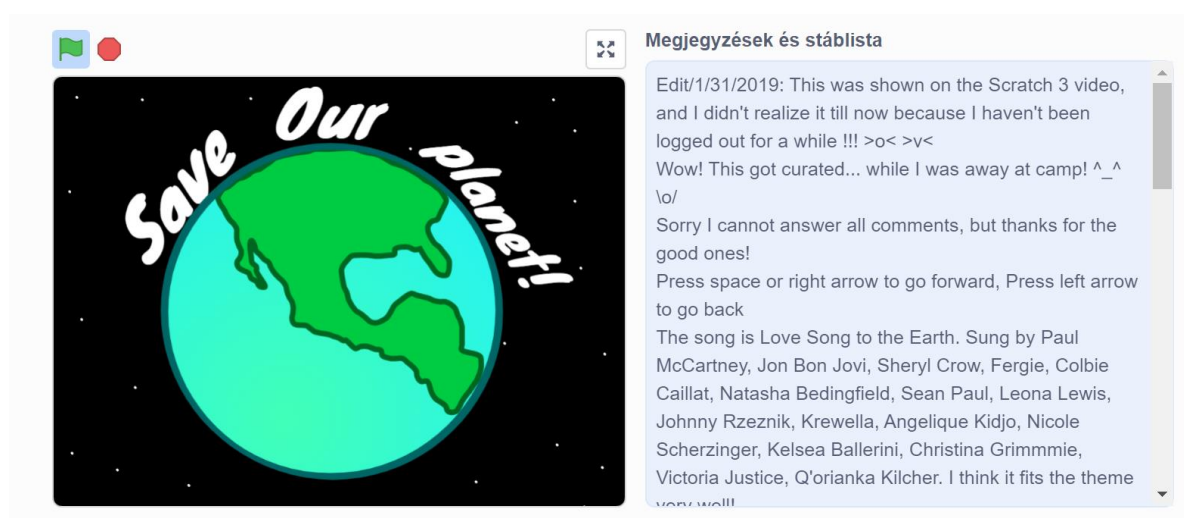 Save Our planet!
Megjegyzések és stáblista
Edit/1/31/2019: This was shown on the Scratch 3 video,
and I didn't realize it till now because I haven't been
logged out for a while !!! >o< >v<
Wow! This got curated... while I was away at camp! ^_^
\o/
Sorry I cannot answer all comments, but thanks for the
good ones!
Press space or right arrow to go forward, Press left arrow
to go back
The song is Love Song to the Earth. Sung by Paul
McCartney, Jon Bon Jovi, Sheryl Crow, Fergie, Colbie
Caillat, Natasha Bedingfield, Sean Paul, Leona Lewis,
Johnny Rzeznik, Krewella, Angelique Kidjo, Nicole
Scherzinger, Kelsea Ballerini, Christina Grimmmie,
Victoria Justice, Q'orianka Kilcher. I think it fits the theme
very well!